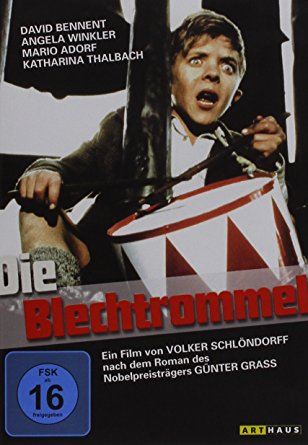 DAVID BENNENT
ANGELA WINKLER
MARIO ADORF
KATHARINA THALBACH
Die
Blechtrommel
Ein Film von VOLKER SCHLÖNDORFF
nach dem Roman des
Nobelpreisträgers GÜNTER GRASS
FSK
ab
16
freigegeben
ARTHAUS